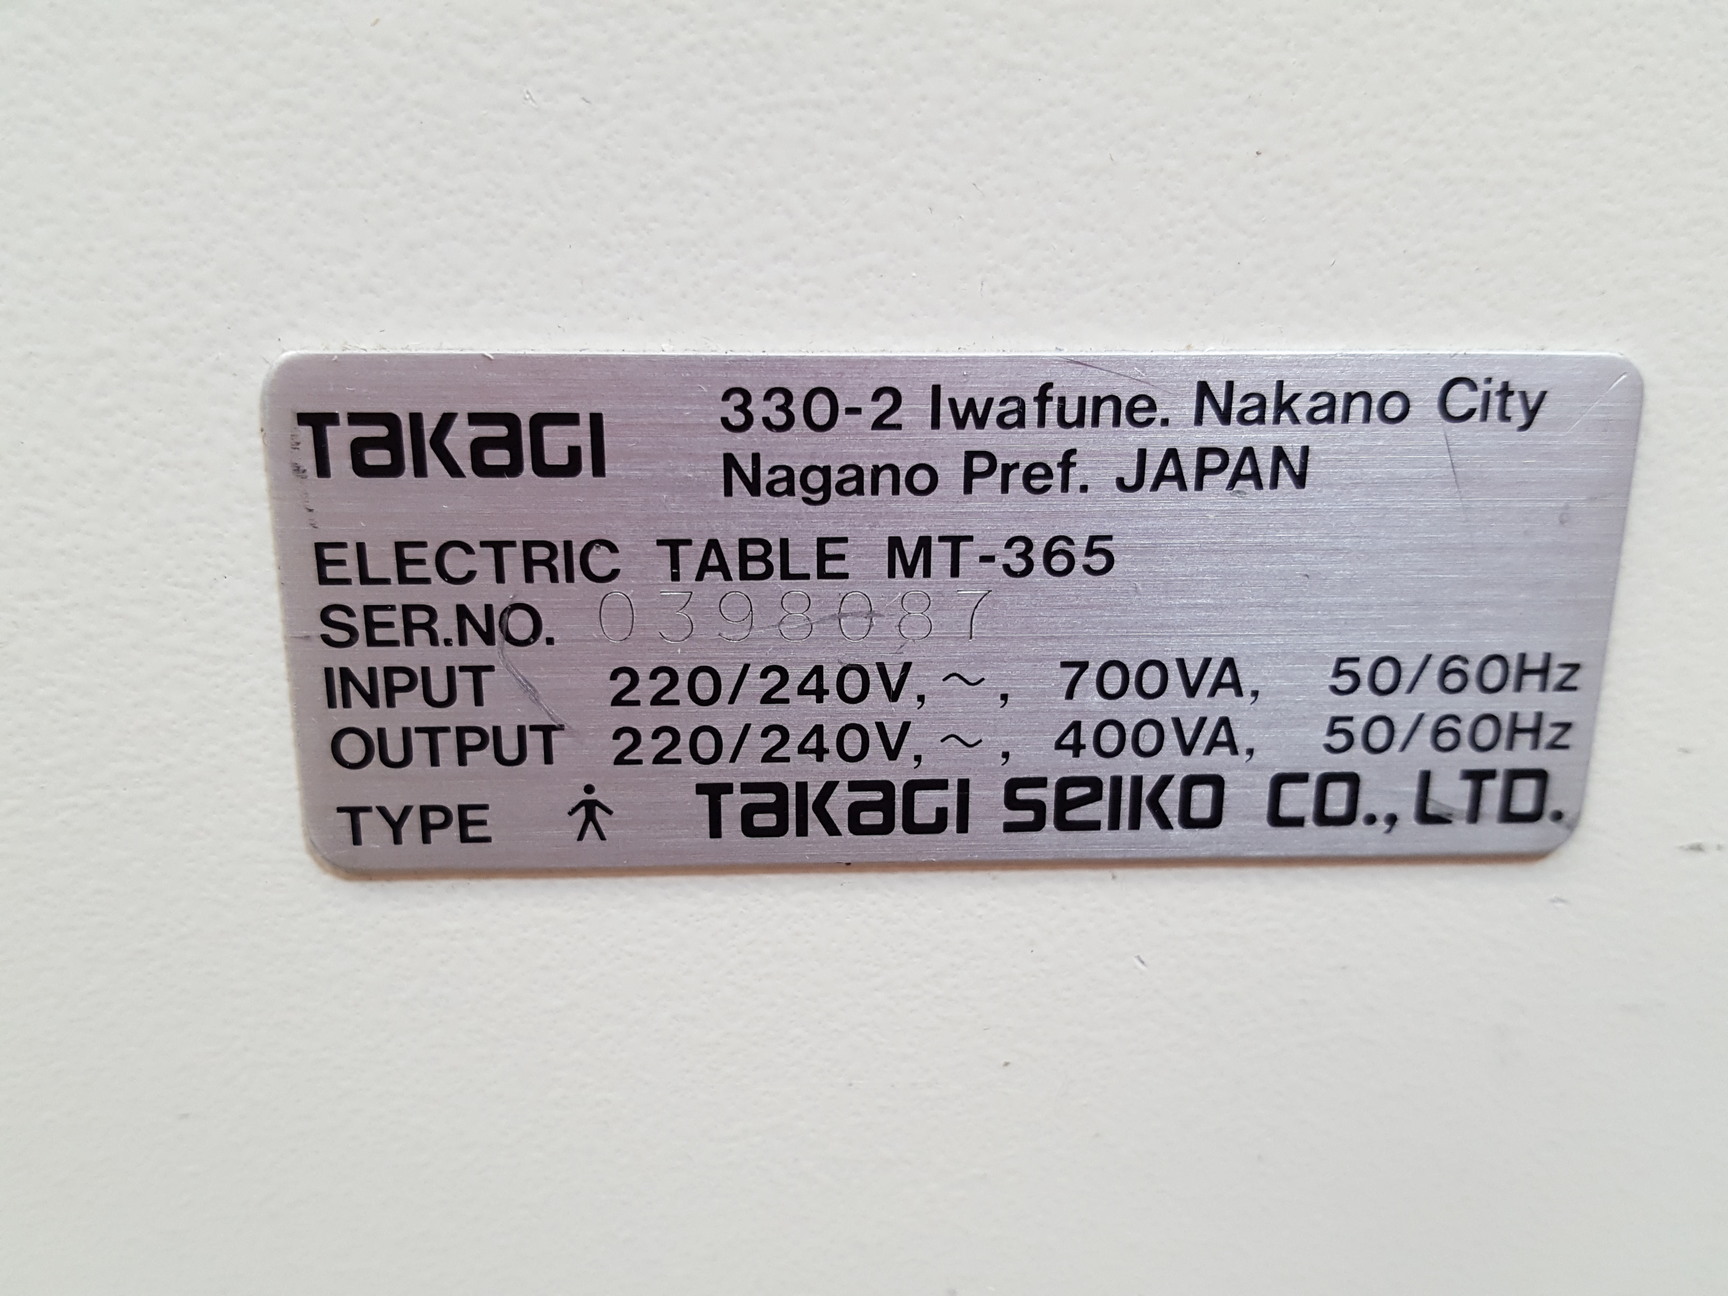 TAKAGI
330-2 Iwafune. Nakano City
Nagano Pref. JAPAN
ELECTRIC TABLE MT-365
SER.NO. 0398087
INPUT 220/240V,～, 700VA, 50/60Hz
OUTPUT 220/240V,～, 400VA, 50/60Hz
TYPE TAKAGI SEIKO CO.,LTD.